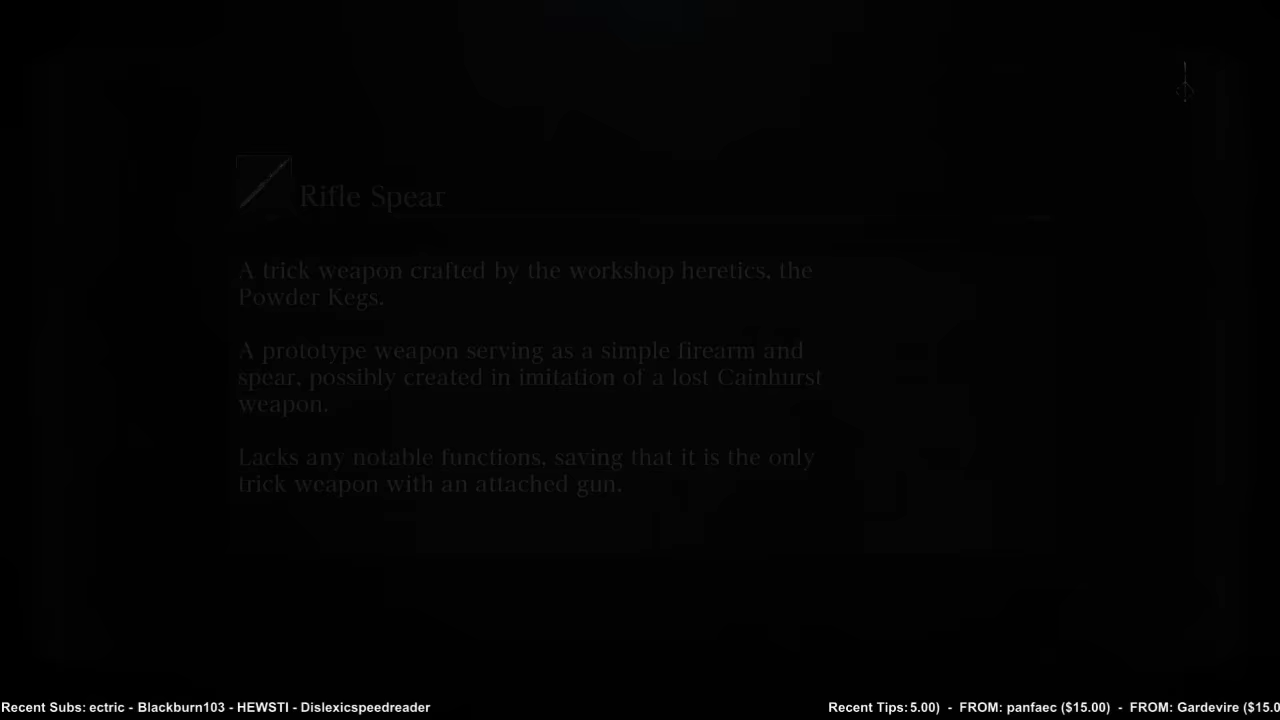 Rifle Spear
A trick weapon crafted by the workshop heretics, the
Powder Kegs.
A prototype weapon serving as a simple firearm and
spear, possibly created in imitation of a lost Cainhurst
weapon.
Lacks any notable functions, saving that it is the only
trick weapon with an attached gun.
Recent Subs: ectric - Blackburn103 - HEWSTI - Dislexicspeedreader
Recent Tips: 5.00) - FROM: panfaec ($15.00) - FROM: Gardevire ($15.0